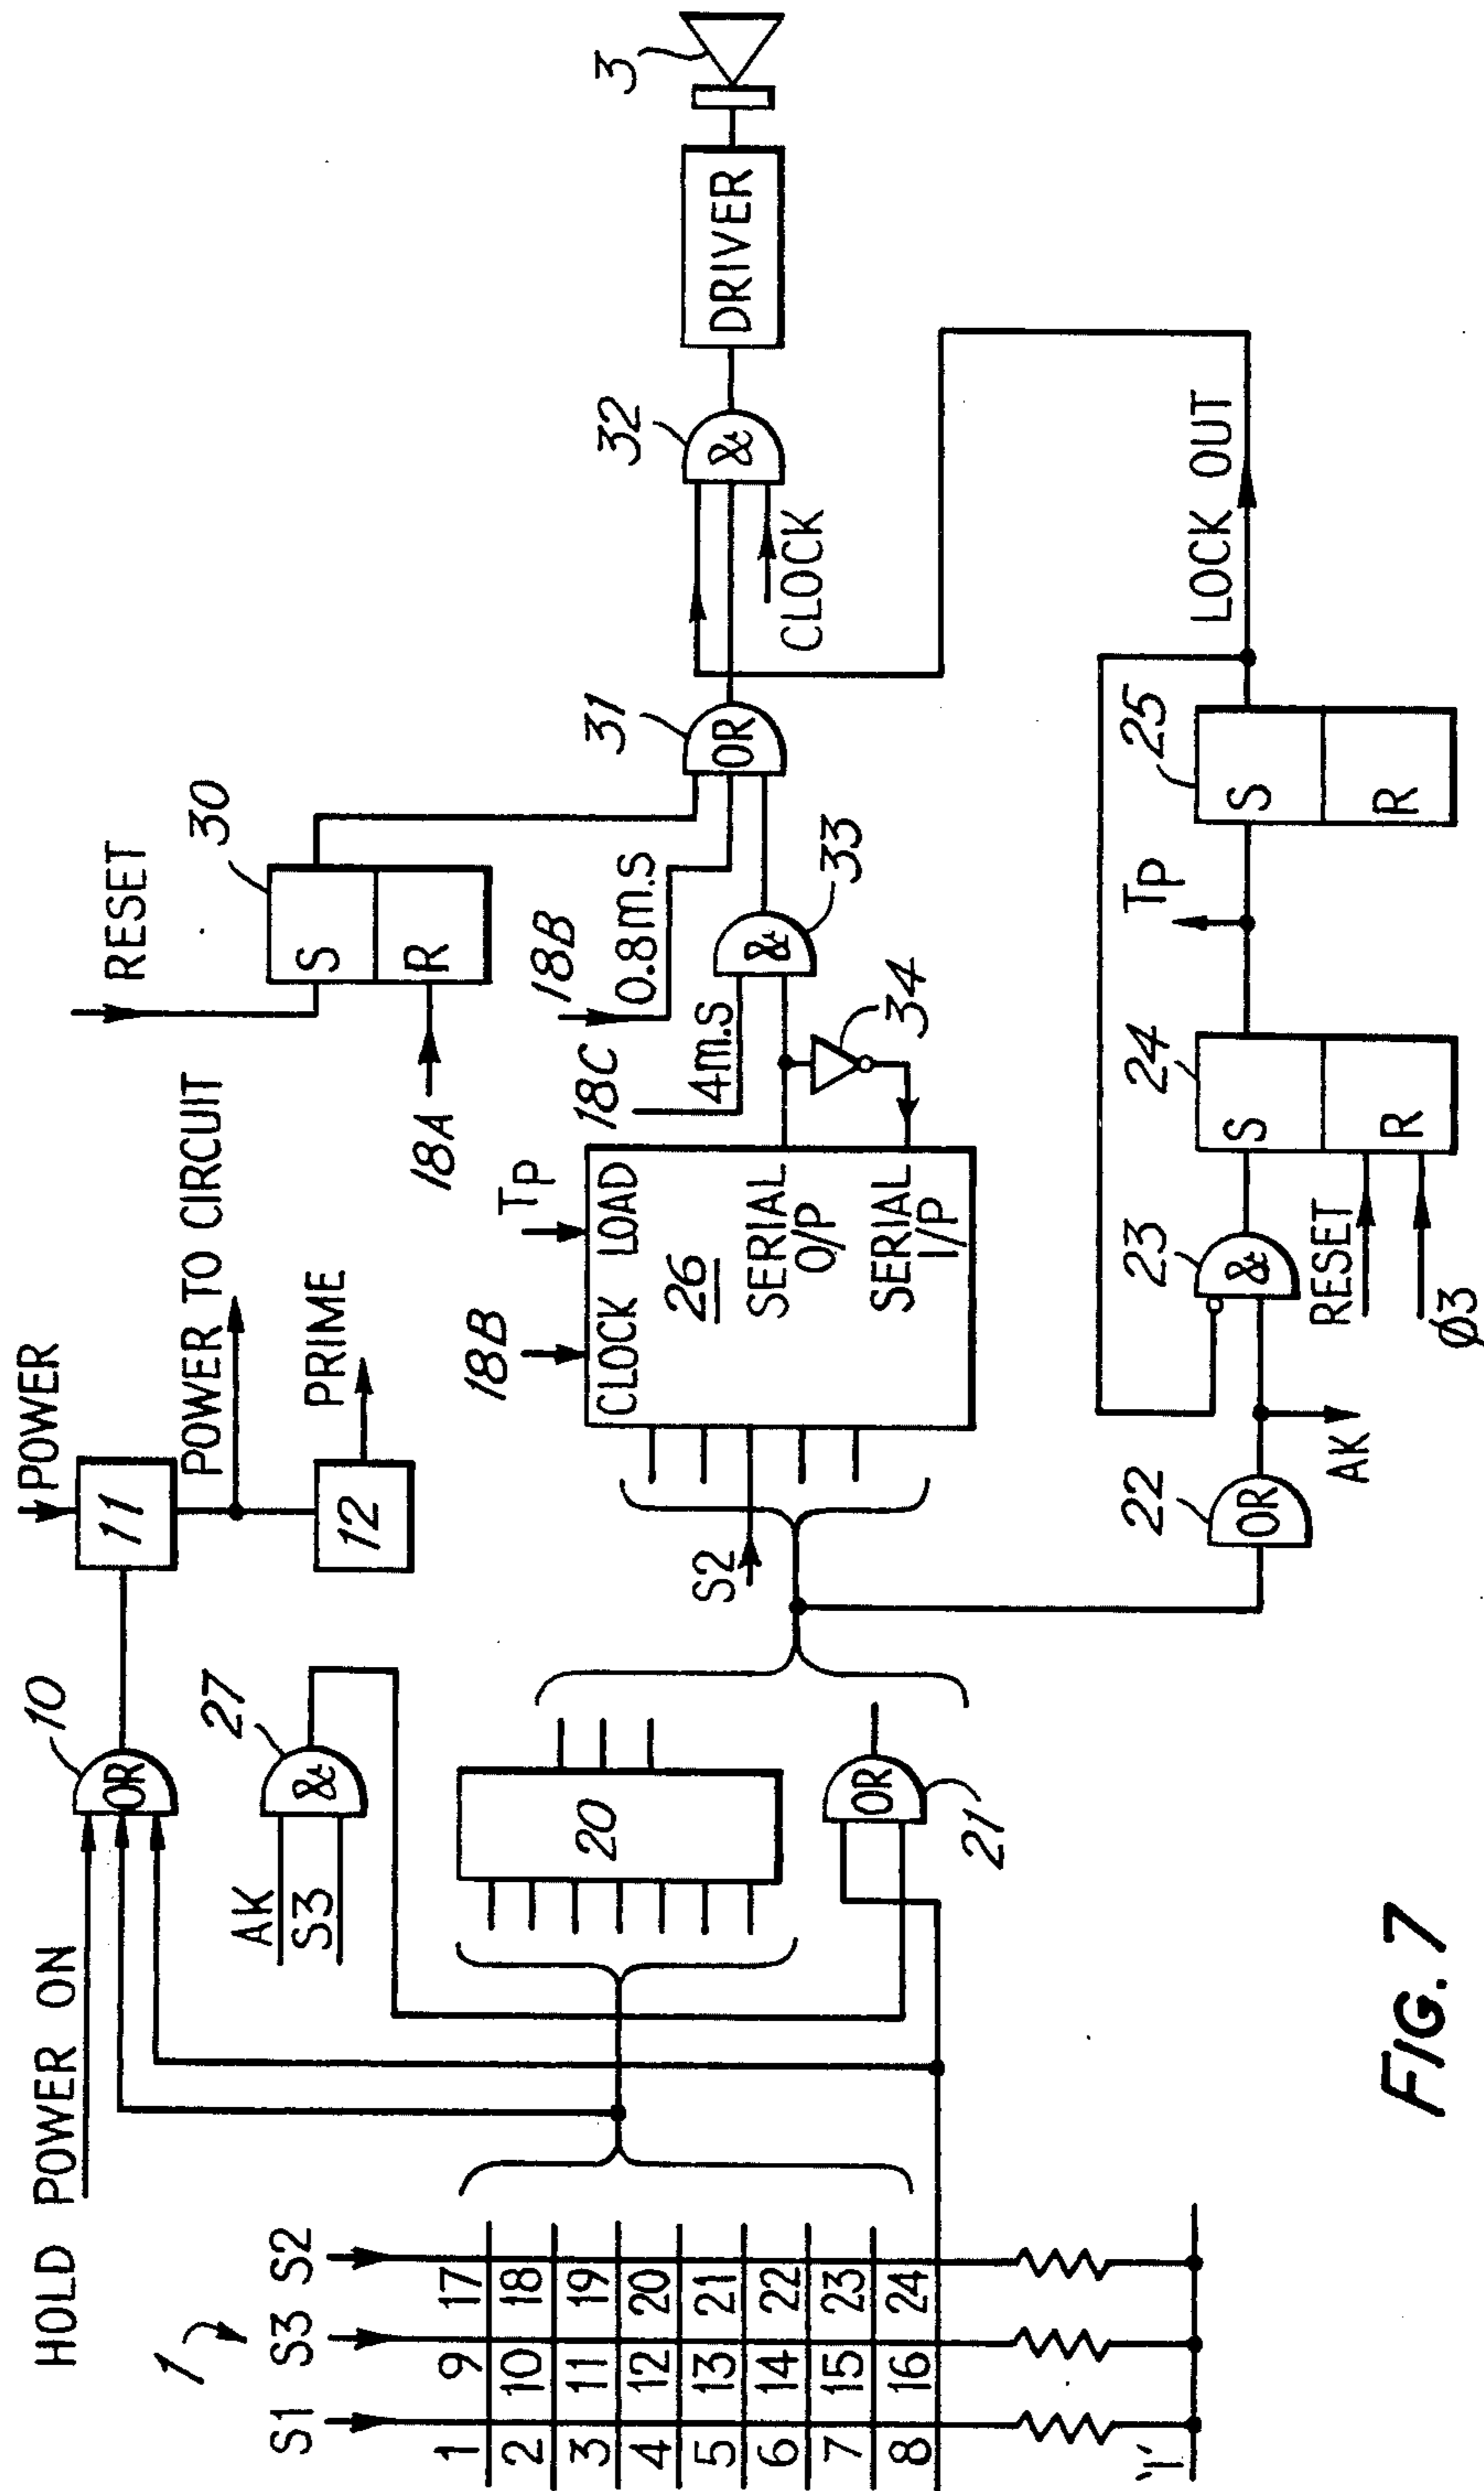 HOLD POWER ON
10
OR
POWER
11
POWER TO CIRCUIT
12
PRIME
RESET
30
S
R
18A
27
&
AK
S3
1
S1 S3 S2
1 9 17
2 10 18
3 11 19
4 12 20
5 13 21
6 14 22
7 15 23
8 16 24
'1'
20
OR
21
S2
18B
Tp
CLOCK LOAD
26
SERIAL O/P
SERIAL I/P
18C
4m.S
18B
0.8m.S
&
33
34
OR
31
&
32
CLOCK
DRIVER
3
OR
22
AK
&
23
RESET
Ø3
S
R
24
Tp
S
R
25
LOCK OUT
FIG. 7